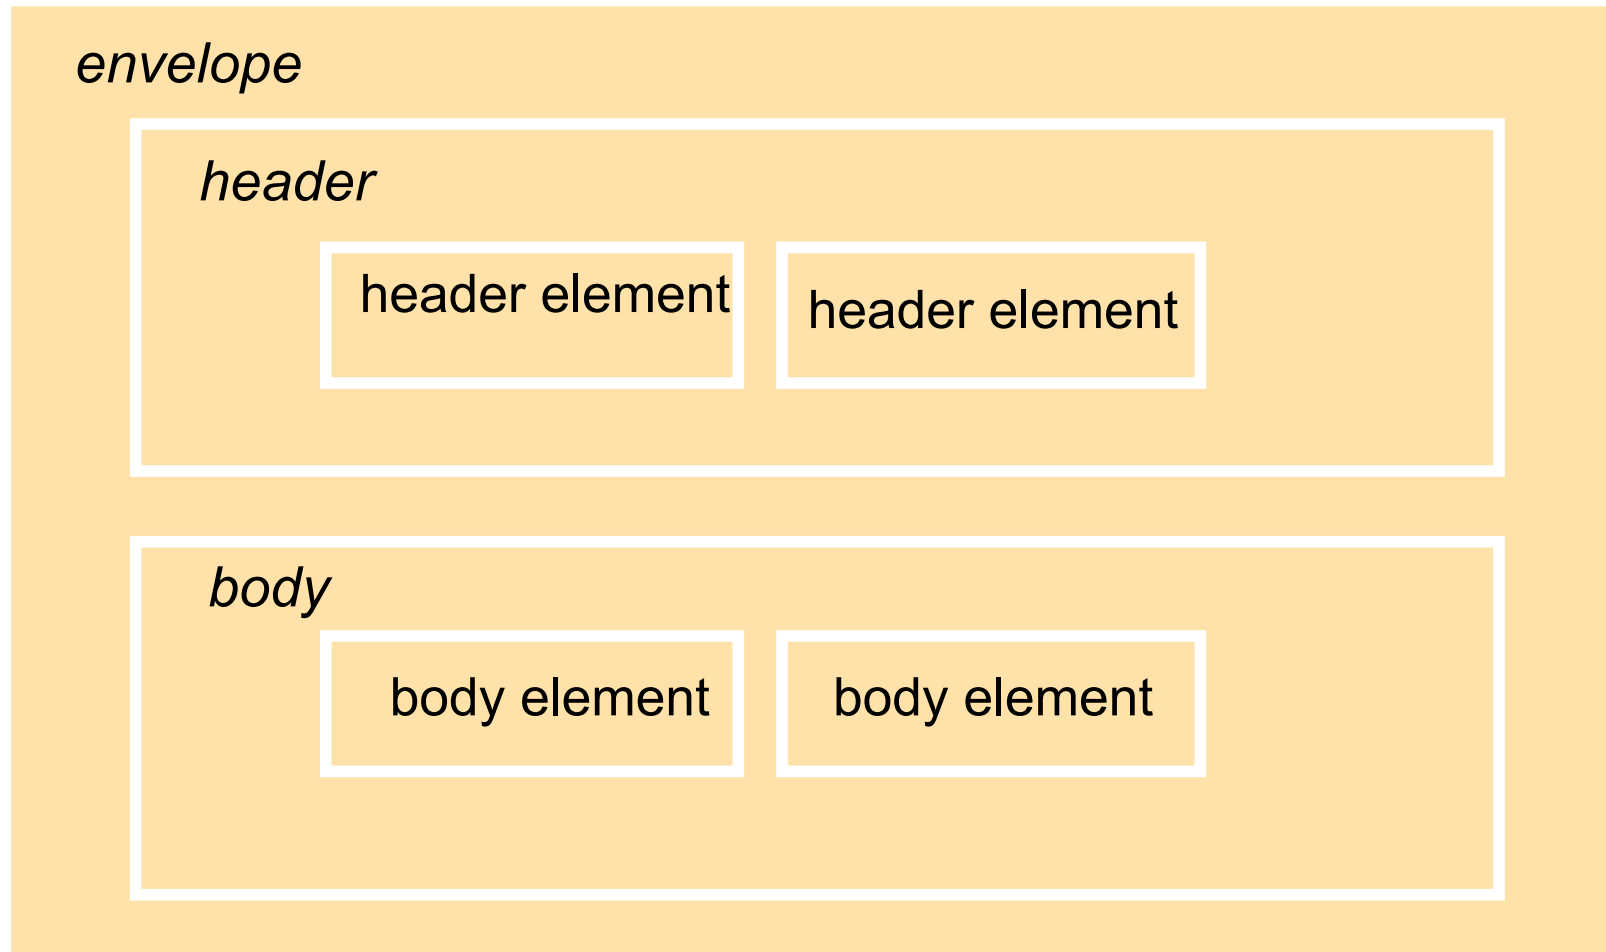 envelope
header
header element
header element
body
body element
body element